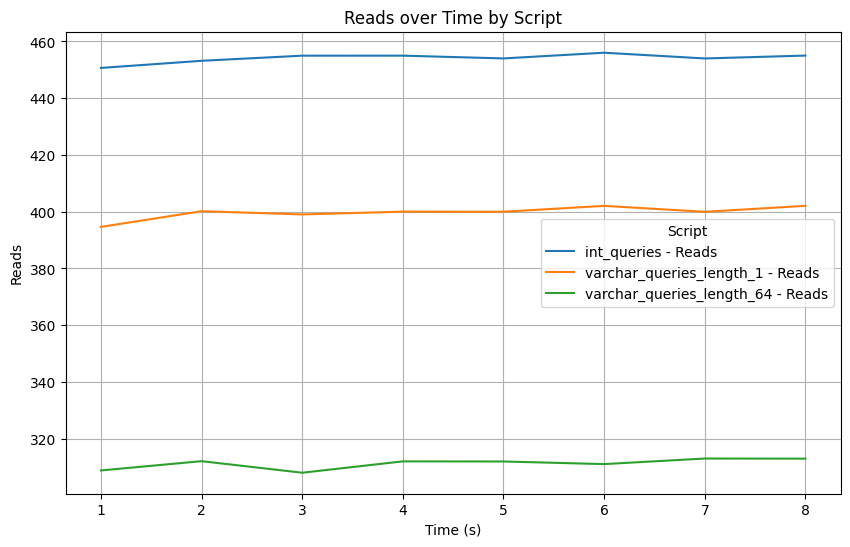 Reads over Time by Script
460
440
420
400
380
360
340
320
Reads
Script
int_queries - Reads
varchar_queries_length_1 - Reads
varchar_queries_length_64 - Reads
1 2 3 4 5 6 7 8
Time (s)